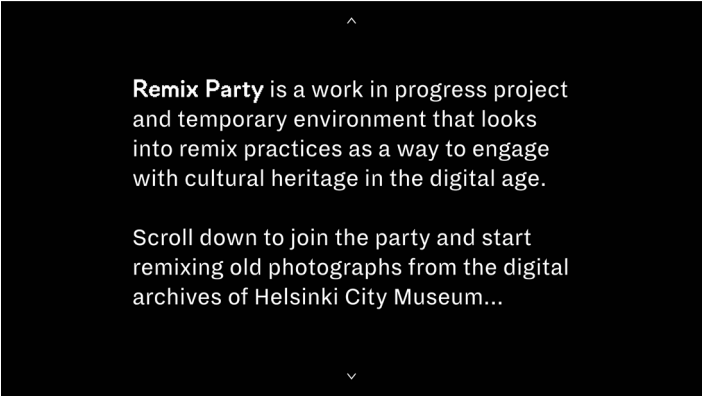 Remix Party is a work in progress project
and temporary environment that looks
into remix practices as a way to engage
with cultural heritage in the digital age.
Scroll down to join the party and start
remixing old photographs from the digital
archives of Helsinki City Museum...